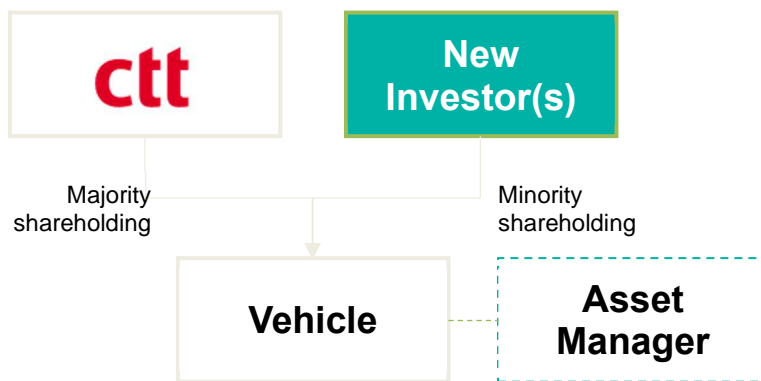 ctt
New
Investor(s)
Majority
shareholding
Minority
shareholding
Vehicle
Asset
Manager